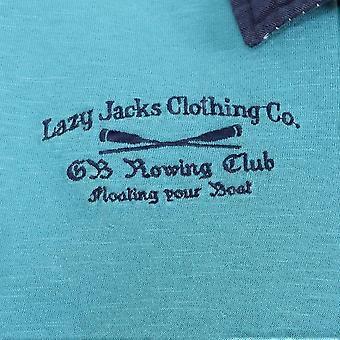 Lazy Jacks Clothing Co.
GB Rowing Club
Floating your Boat